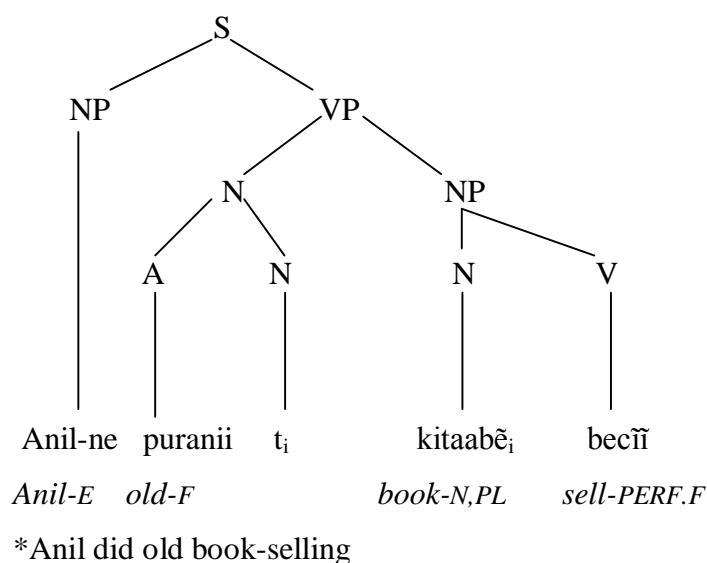 S
NP VP
N NP
A N N V
Anil-ne puranii tᵢ kitaabẽᵢ becĩĩ
Anil-E old-F book-N,PL sell-PERF.F
*Anil did old book-selling